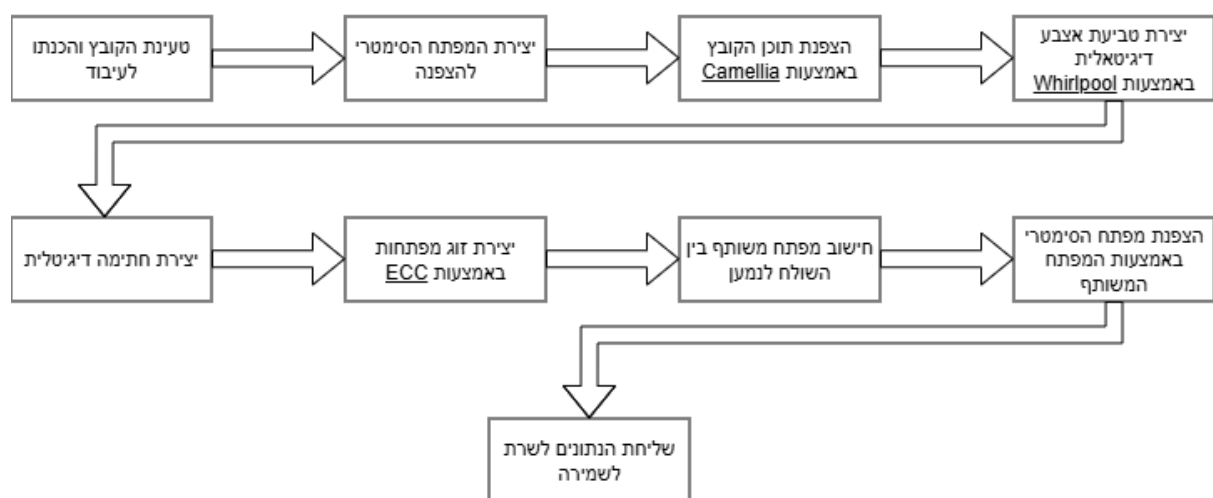 טעינת הקובץ והכנתו
לעיבוד
יצירת המפתח הסימטרי
להצפנה
הצפנת תוכן הקובץ
באמצעות Camellia
יצירת טביעת אצבע
דיגיטאלית
באמצעות Whirlpool
יצירת חתימה דיגיטלית
יצירת זוג מפתחות
באמצעות ECC
חישוב מפתח משותף בין
השולח לנמען
הצפנת מפתח הסימטרי
באמצעות המפתח
המשותף
שליחת הנתונים לשרת
לשמירה